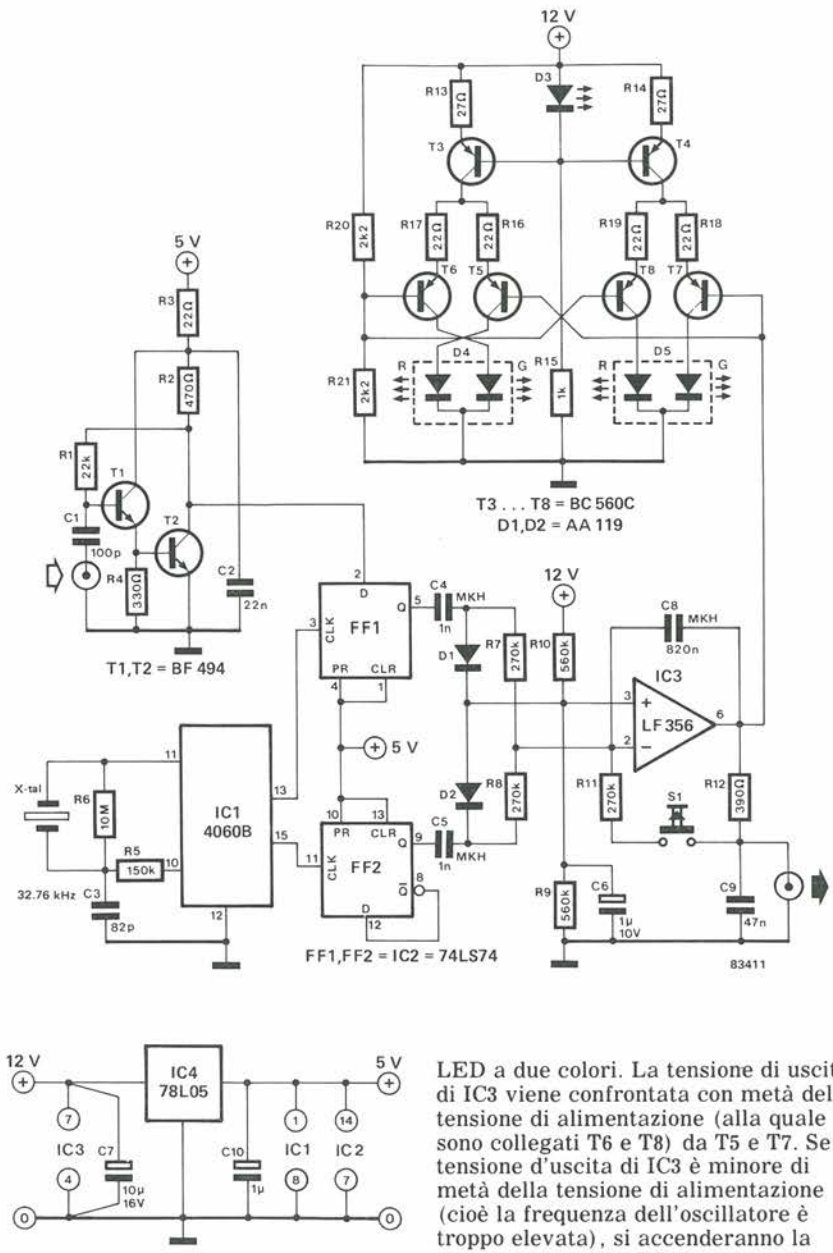 12 V
+
D3
R13
27Ω
R14
27Ω
T3
T4
R20
2k2
R17
22Ω
R16
22Ω
R19
22Ω
R18
22Ω
T6
T5
T8
T7
5 V
+
R3
22Ω
R2
470Ω
R1
22k
T1
C1
100p
T2
R4
330Ω
C2
22n
T1,T2 = BF 494
R21
2k2
R
D4
G
R15
1k
R
D5
G
T3 . . . T8 = BC 560C
D1,D2 = AA 119
2
D
3
CLK
FF1
Q
5
PR
CLR
4
1
C4
MKH
1n
D1
R7
270k
12 V
+
R10
560k
C8
MKH
820n
IC3
3
+
LF 356
6
2
−
+
5 V
D2
R8
270k
R11
270k
S1
R12
390Ω
X-tal
R6
10M
11
IC1
4060B
13
15
R5
150k
10
32.76 kHz
C3
82p
12
10
13
PR
CLR
11
CLK
FF2
Q
9
QI
8
D
12
C5
1n
MKH
R9
560k
C6
1µ
10V
C9
47n
FF1,FF2 = IC2 = 74LS74
83411
12 V
+
IC4
78L05
5 V
+
7
IC3
4
C7
10µ
16V
C10
1µ
1
IC1
8
14
IC2
7
0
0
LED a due colori. La tensione di uscit
di IC3 viene confrontata con metà del
tensione di alimentazione (alla quale
sono collegati T6 e T8) da T5 e T7. Se
tensione d'uscita di IC3 è minore di
metà della tensione di alimentazione
(cioè la frequenza dell'oscillatore è
troppo elevata), si accenderanno la